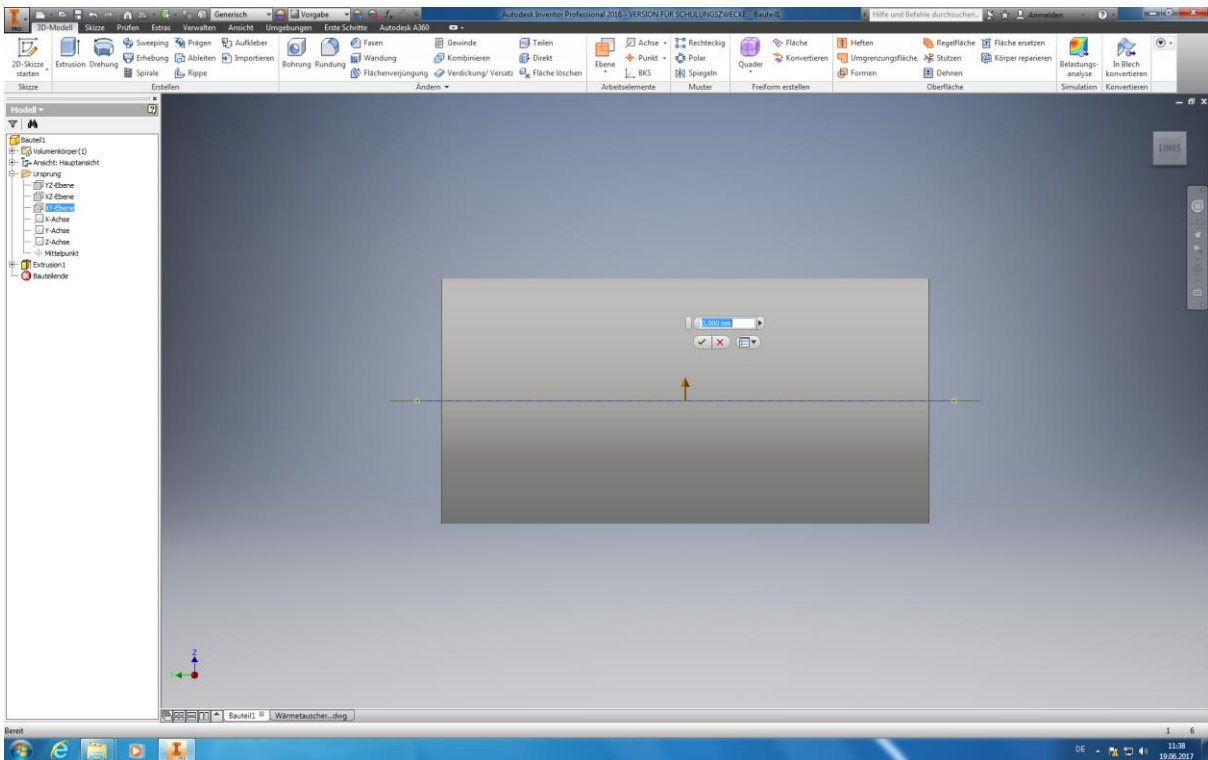 Generisch Vorgabe Autodesk Inventor Professional 2016 - VERSION FÜR SCHULUNGSZWECKE Bauteil1 Hilfe und Befehle durchsuchen... Anmelden
PRO 3D-Modell Skizze Prüfen Extras Verwalten Ansicht Umgebungen Erste Schritte Autodesk A360
2D-Skizze starten
Extrusion
Drehung
Sweeping
Erhebung
Spirale
Prägen
Ableiten
Rippe
Aufkleber
Importieren
Bohrung
Rundung
Fasen
Wandung
Flächenverjüngung
Gewinde
Kombinieren
Verdickung/ Versatz
Teilen
Direkt
Fläche löschen
Ebene
Achse
Punkt
BKS
Rechteckig
Polar
Spiegeln
Quader
Fläche
Konvertieren
Heften
Umgrenzungsfläche
Formen
Regelfläche
Stutzen
Dehnen
Fläche ersetzen
Körper reparieren
Belastungs-
analyse
In Blech
konvertieren
Skizze Erstellen Ändern Arbeitselemente Muster Freiform erstellen Oberfläche Simulation Konvertieren
Modell
Bauteil1
Volumenkörper(1)
Ansicht: Hauptansicht
Ursprung
YZ-Ebene
XZ-Ebene
XY-Ebene
X-Achse
Y-Achse
Z-Achse
Mittelpunkt
Extrusion1
Bauteilende
LINKS
0,000 mm
Z
Y
Bauteil1 Wärmetauscher...dwg
Bereit 1 6
DE 11:38
19.06.2017